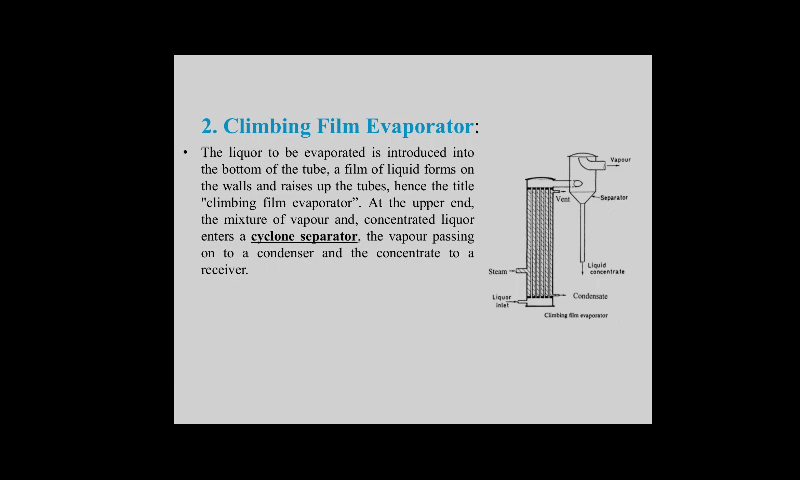 2. Climbing Film Evaporator:
• The liquor to be evaporated is introduced into
the bottom of the tube, a film of liquid forms on
the walls and raises up the tubes, hence the title
"climbing film evaporator”. At the upper end,
the mixture of vapour and, concentrated liquor
enters a cyclone separator, the vapour passing
on to a condenser and the concentrate to a
receiver.
Vapour
Vent
Separator
Liquid
concentrate
Steam
Liquor
inlet
Condensate
Climbing film evaporator